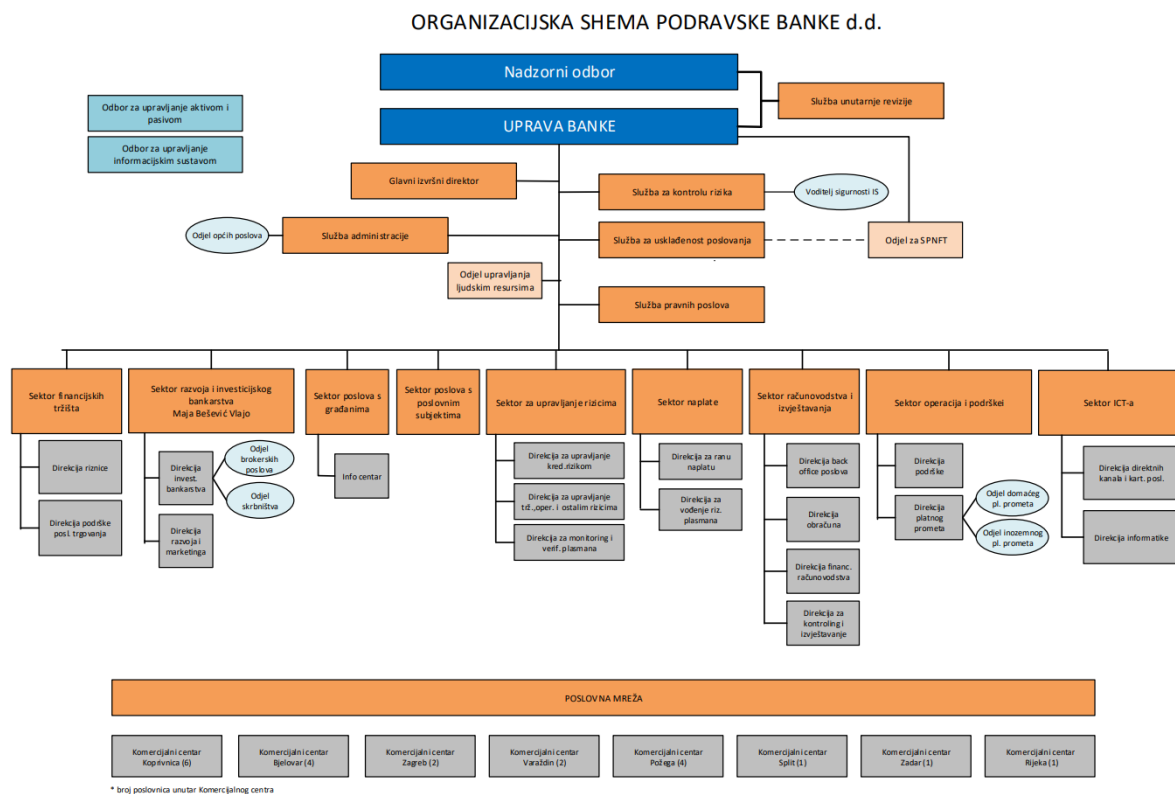 ORGANIZACIJSKA SHEMA PODRAVSKE BANKE d.d.
Nadzorni odbor
Služba unutarnje revizije
Odbor za upravljanje aktivom i
pasivom
UPRAVA BANKE
Odbor za upravljanje
informacijskim sustavom
Glavni izvršni direktor
Služba za kontrolu rizika
Voditelj sigurnosti IS
Odjel općih poslova
Služba administracije
Služba za usklađenost poslovanja
Odjel za SPNFT
Odjel upravljanja
ljudskim resursima
Služba pravnih poslova
Sektor financijskih
tržišta
Sektor razvoja i investicijskog
bankarstva
Maja Bešević Vlajo
Sektor poslova s
građanima
Sektor poslova s
poslovnim
subjektima
Sektor za upravljanje rizicima
Sektor naplate
Sektor računovodstva i
izvještavanja
Sektor operacija i podrškei
Sektor ICT-a
Direkcija riznice
Direkcija podrške
posl. trgovanja
Direkcija
invest.
bankarstva
Odjel
brokerskih
poslova
Odjel
skrbništva
Direkcija
razvoja i
marketinga
Info centar
Direkcija za upravljanje
kred.rizikom
Direkcija za upravljanje
trž.,oper. i ostalim rizicima
Direkcija za monitoring i
verif. plasmana
Direkcija za ranu
naplatu
Direkcija za
vođenje riz.
plasmana
Direkcija back
office poslova
Direkcija
obračuna
Direkcija financ.
računovodstva
Direkcija za
kontroling i
izvještavanje
Direkcija
podrške
Direkcija
platnog
prometa
Odjel domaćeg
pl. prometa
Odjel inozemnog
pl. prometa
Direkcija direktnih
kanala i kart. posl.
Direkcija informatike
POSLOVNA MREŽA
Komercijalni centar
Koprivnica (6)
Komercijalni centar
Bjelovar (4)
Komercijalni centar
Zagreb (2)
Komercijalni centar
Varaždin (2)
Komercijalni centar
Požega (4)
Komercijalni centar
Split (1)
Komercijalni centar
Zadar (1)
Komercijalni centar
Rijeka (1)
* broj poslovnica unutar Komercijalnog centra